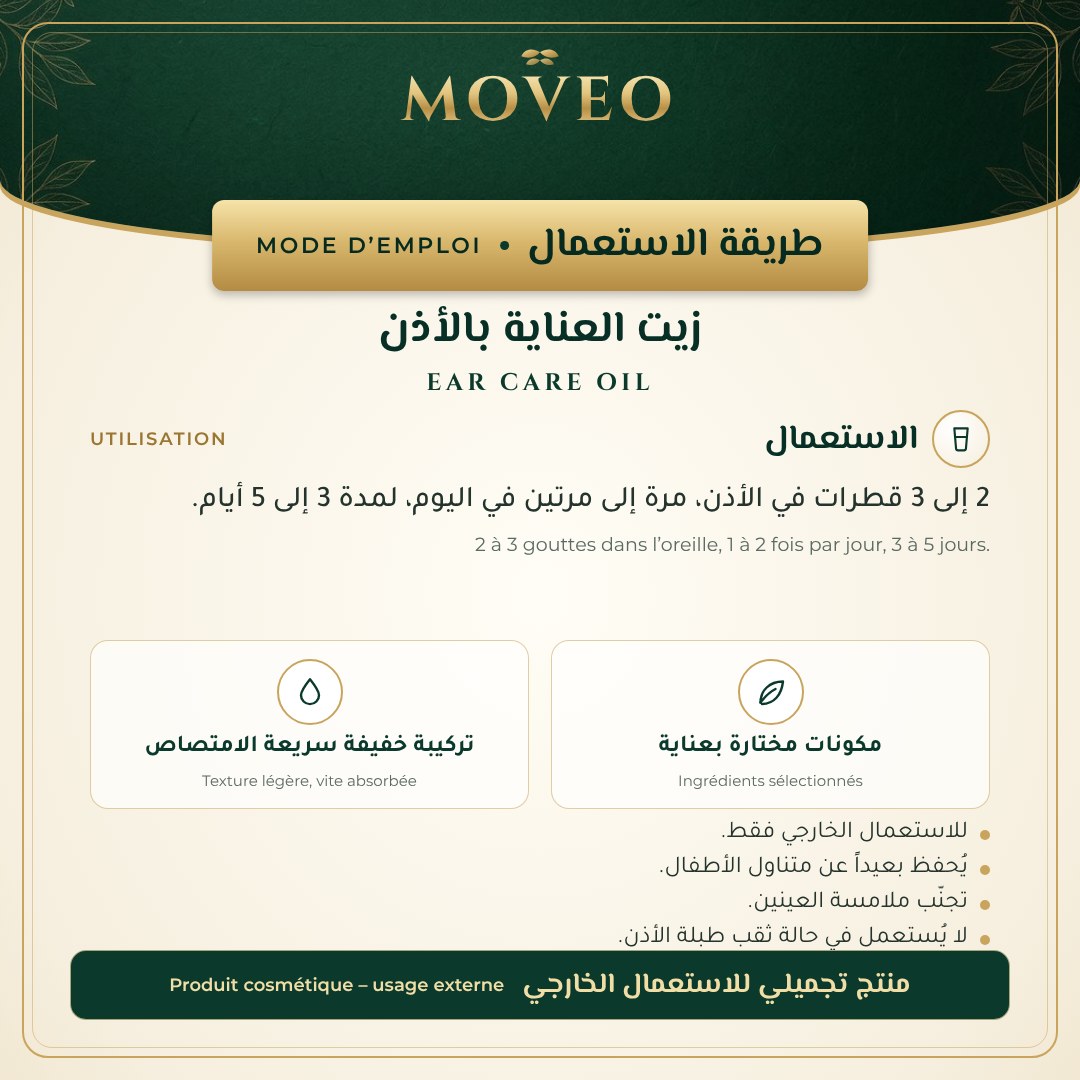 MOVEO
طريقة الاستعمال • MODE D’EMPLOI
زيت العناية بالأذن
EAR CARE OIL
الاستعمال
UTILISATION
2 إلى 3 قطرات في الأذن، مرة إلى مرتين في اليوم، لمدة 3 إلى 5 أيام.
2 à 3 gouttes dans l’oreille, 1 à 2 fois par jour, 3 à 5 jours.
مكونات مختارة بعناية
Ingrédients sélectionnés
تركيبة خفيفة سريعة الامتصاص
Texture légère, vite absorbée
للاستعمال الخارجي فقط.
يُحفظ بعيداً عن متناول الأطفال.
تجنّب ملامسة العينين.
لا يُستعمل في حالة ثقب طبلة الأذن.
منتج تجميلي للاستعمال الخارجي Produit cosmétique – usage externe